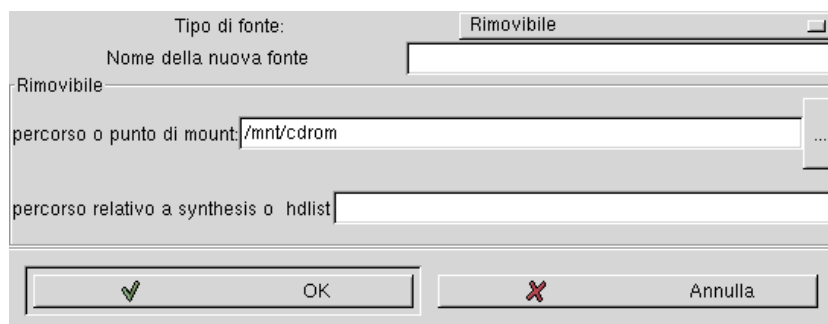 Tipo di fonte: Rimovibile
Nome della nuova fonte
Rimovibile
percorso o punto di mount: /mnt/cdrom ...
percorso relativo a synthesis o hdlist
OK Annulla